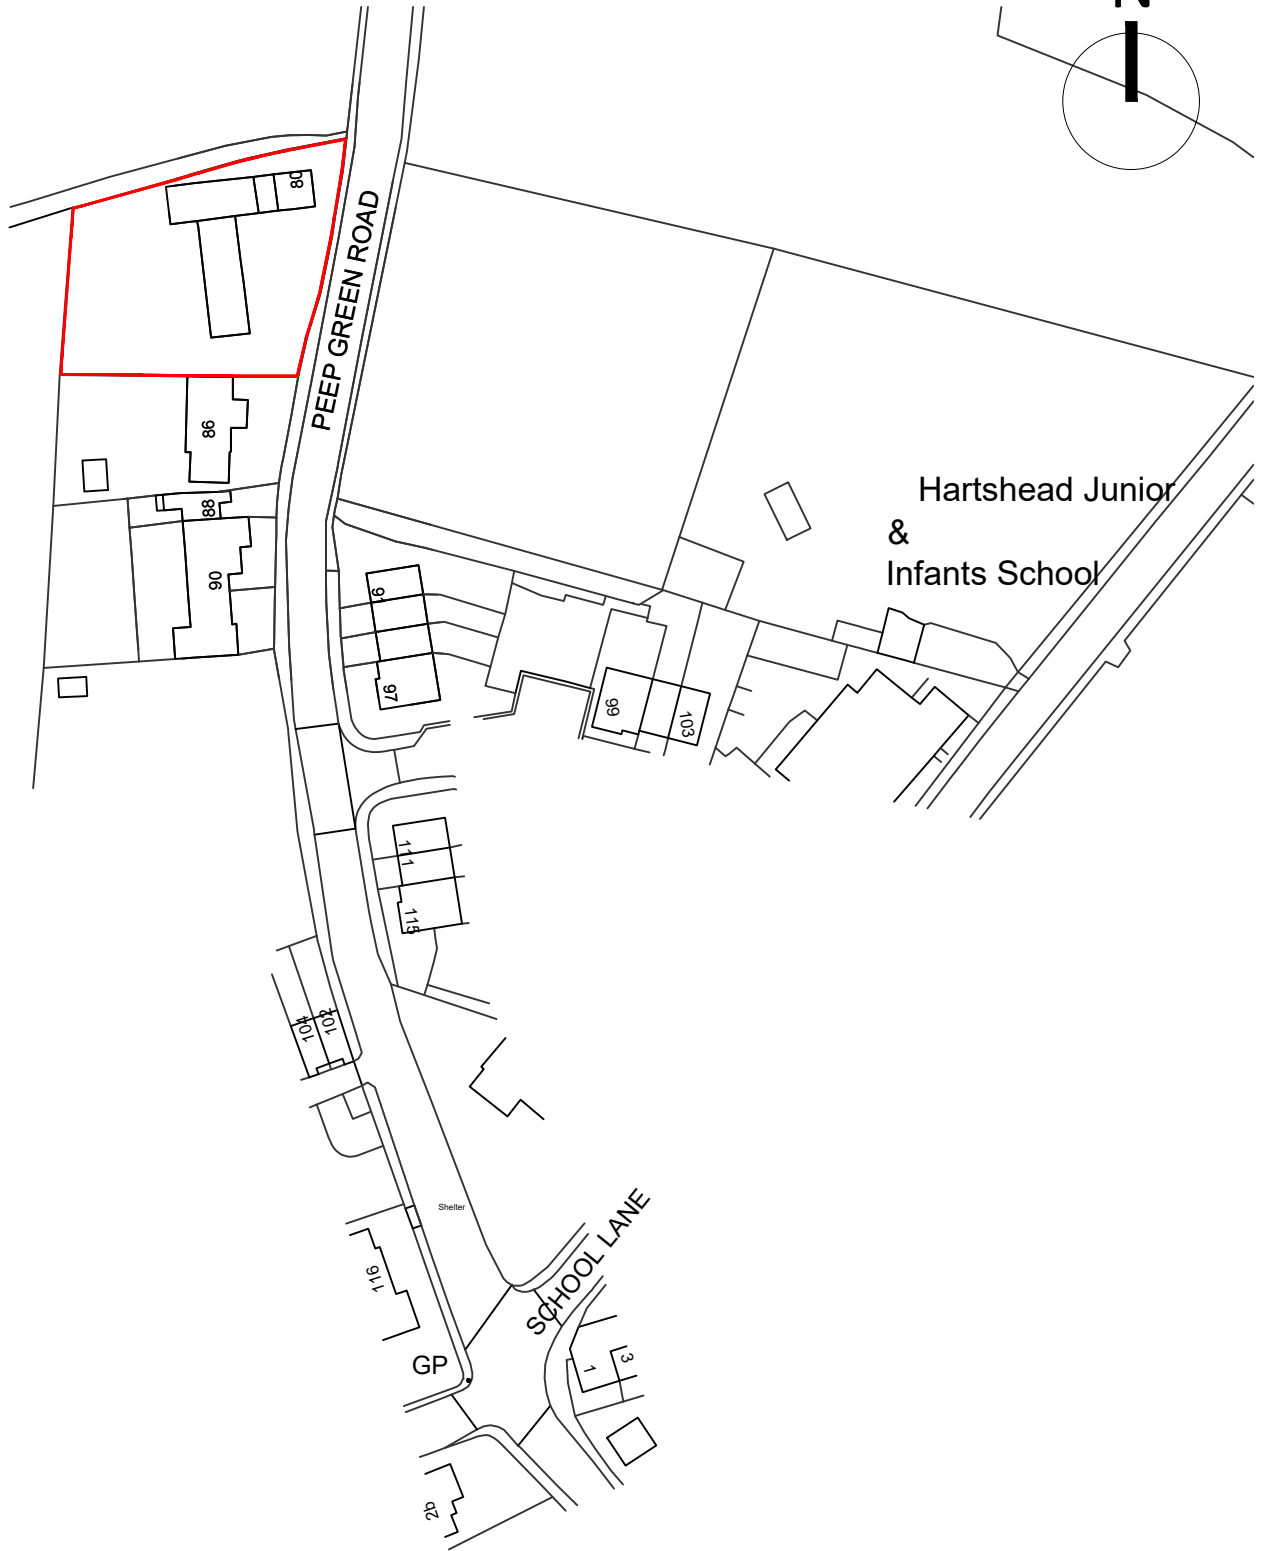 N
80
PEEP GREEN ROAD
86
88
90
Hartshead Junior
&
Infants School
91
97
99
103
111
115
102
104
Shelter
SCHOOL LANE
116
GP
1
3
2b